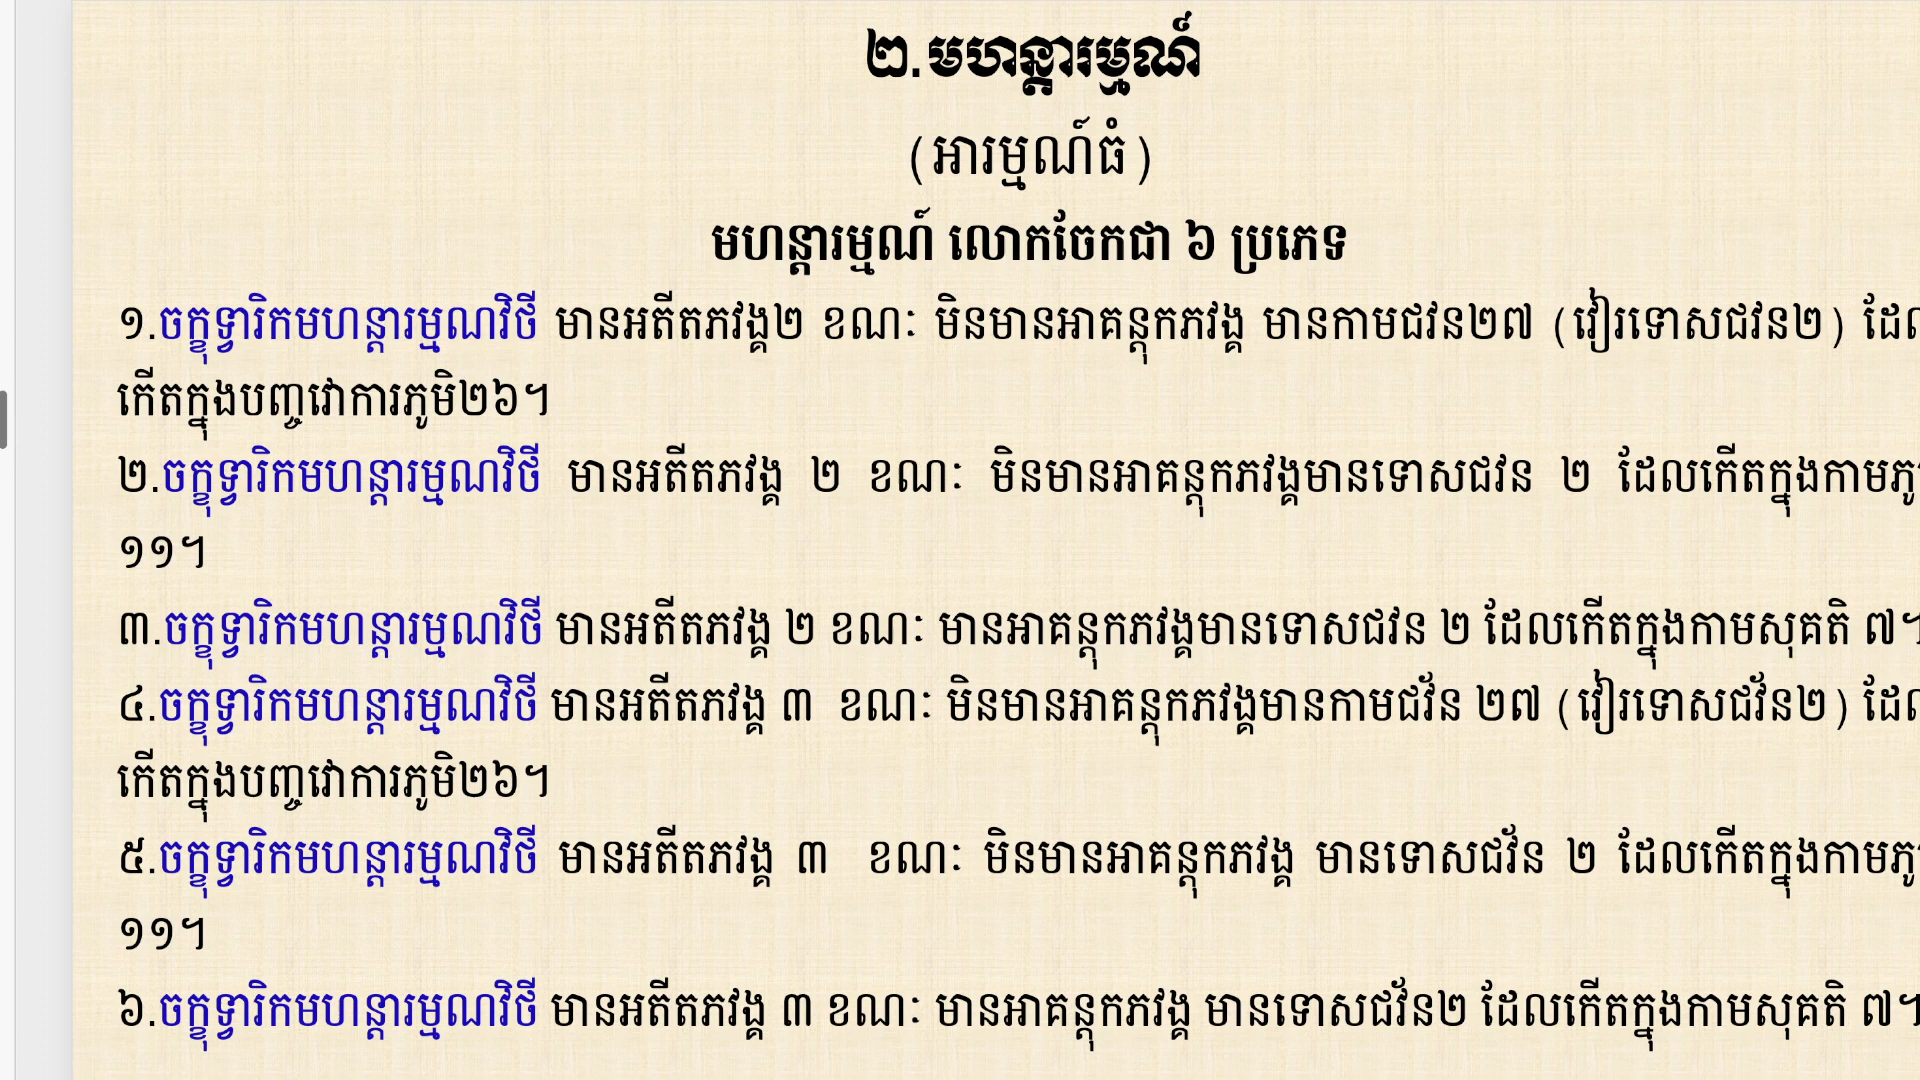 ២.មហន្តារម្មណ៍
(អារម្មណ៍ធំ)
មហន្តារម្មណ៍ លោកចែកជា ៦ ប្រភេទ
១.ចក្ខុទ្វារិកមហន្តារម្មណវិថី មានអតីតភវង្គ២ ខណៈ មិនមានអាគន្តុកភវង្គ មានកាមជវន២៧ (វៀរទោសជវន២)
កើតក្នុងបញ្ចវោការភូមិ២៦។
២.ចក្ខុទ្វារិកមហន្តារម្មណវិថី មានអតីតភវង្គ ២ ខណៈ មិនមានអាគន្តុកភវង្គមានទោសជវន ២ ដែលកើតក្នុងកាម
១១។
៣.ចក្ខុទ្វារិកមហន្តារម្មណវិថី មានអតីតភវង្គ ២ ខណៈ មានអាគន្តុកភវង្គមានទោសជវន ២ ដែលកើតក្នុងកាមសុគតិ ៧។
៤.ចក្ខុទ្វារិកមហន្តារម្មណវិថី មានអតីតភវង្គ ៣ ខណៈ មិនមានអាគន្តុកភវង្គមានកាមជវ័ន ២៧ (វៀរទោសជវ័ន២)
កើតក្នុងបញ្ចវោការភូមិ២៦។
៥.ចក្ខុទ្វារិកមហន្តារម្មណវិថី មានអតីតភវង្គ ៣ ខណៈ មិនមានអាគន្តុកភវង្គ មានទោសជវ័ន ២ ដែលកើតក្នុងកាម
១១។
៦.ចក្ខុទ្វារិកមហន្តារម្មណវិថី មានអតីតភវង្គ ៣ ខណៈ មានអាគន្តុកភវង្គ មានទោសជវ័ន២ ដែលកើតក្នុងកាមសុគតិ ៧។